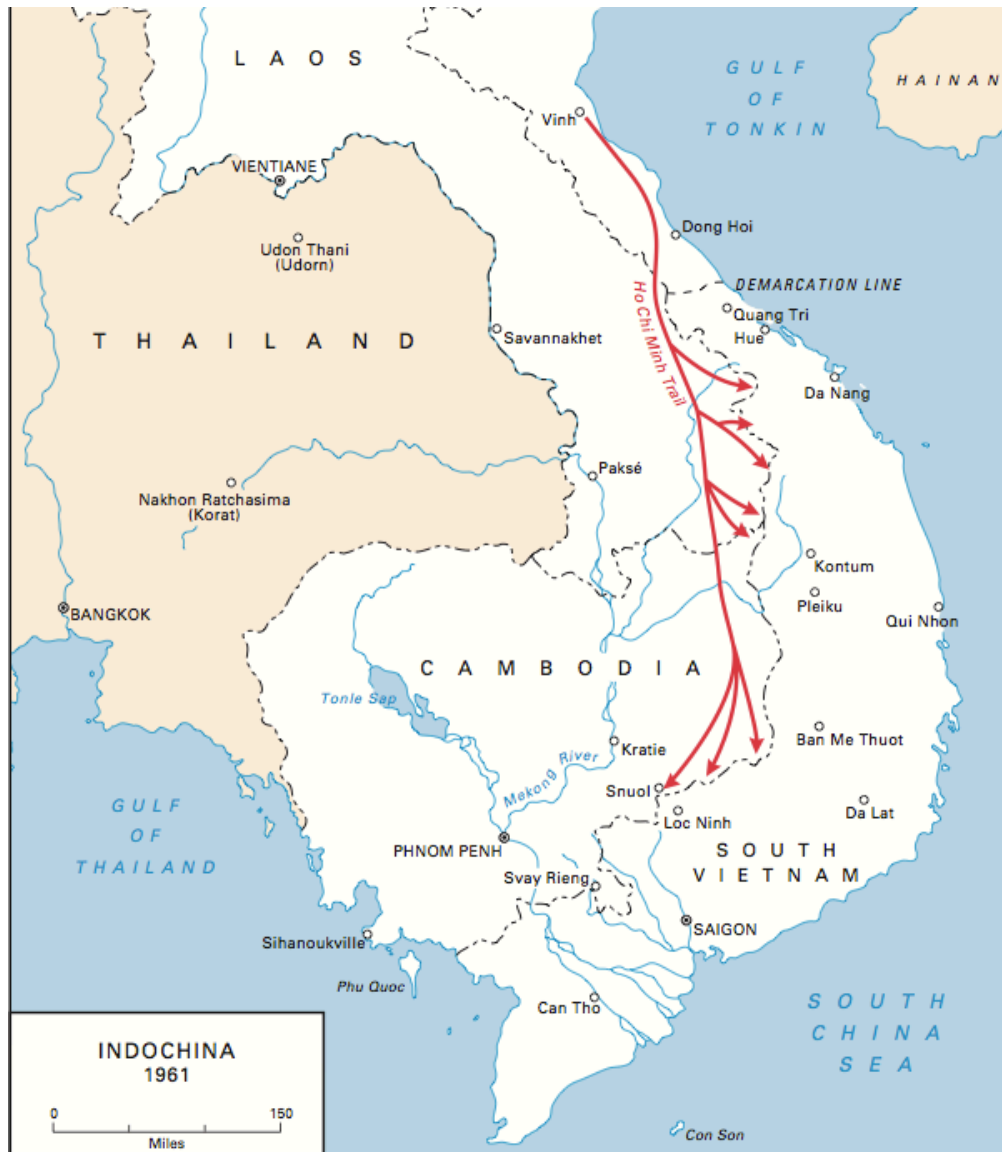 L A O S
GULF
OF
TONKIN
HAINAN
Vinh
VIENTIANE
Udon Thani
(Udorn)
Dong Hoi
DEMARCATION LINE
Quang Tri
Hue
THAILAND
Savannakhet
Ho Chi Minh Trail
Da Nang
Paksé
Nakhon Ratchasima
(Korat)
Kontum
Pleiku
Qui Nhon
BANGKOK
CAMBODIA
Tonle Sap
Kratie
Ban Me Thuot
Mekong River
Snuol
Loc Ninh
Da Lat
GULF
OF
THAILAND
PHNOM PENH
SOUTH
VIETNAM
Svay Rieng
SAIGON
Sihanoukville
Phu Quoc
Can Tho
SOUTH
CHINA
SEA
INDOCHINA
1961
0 150
Miles
Con Son